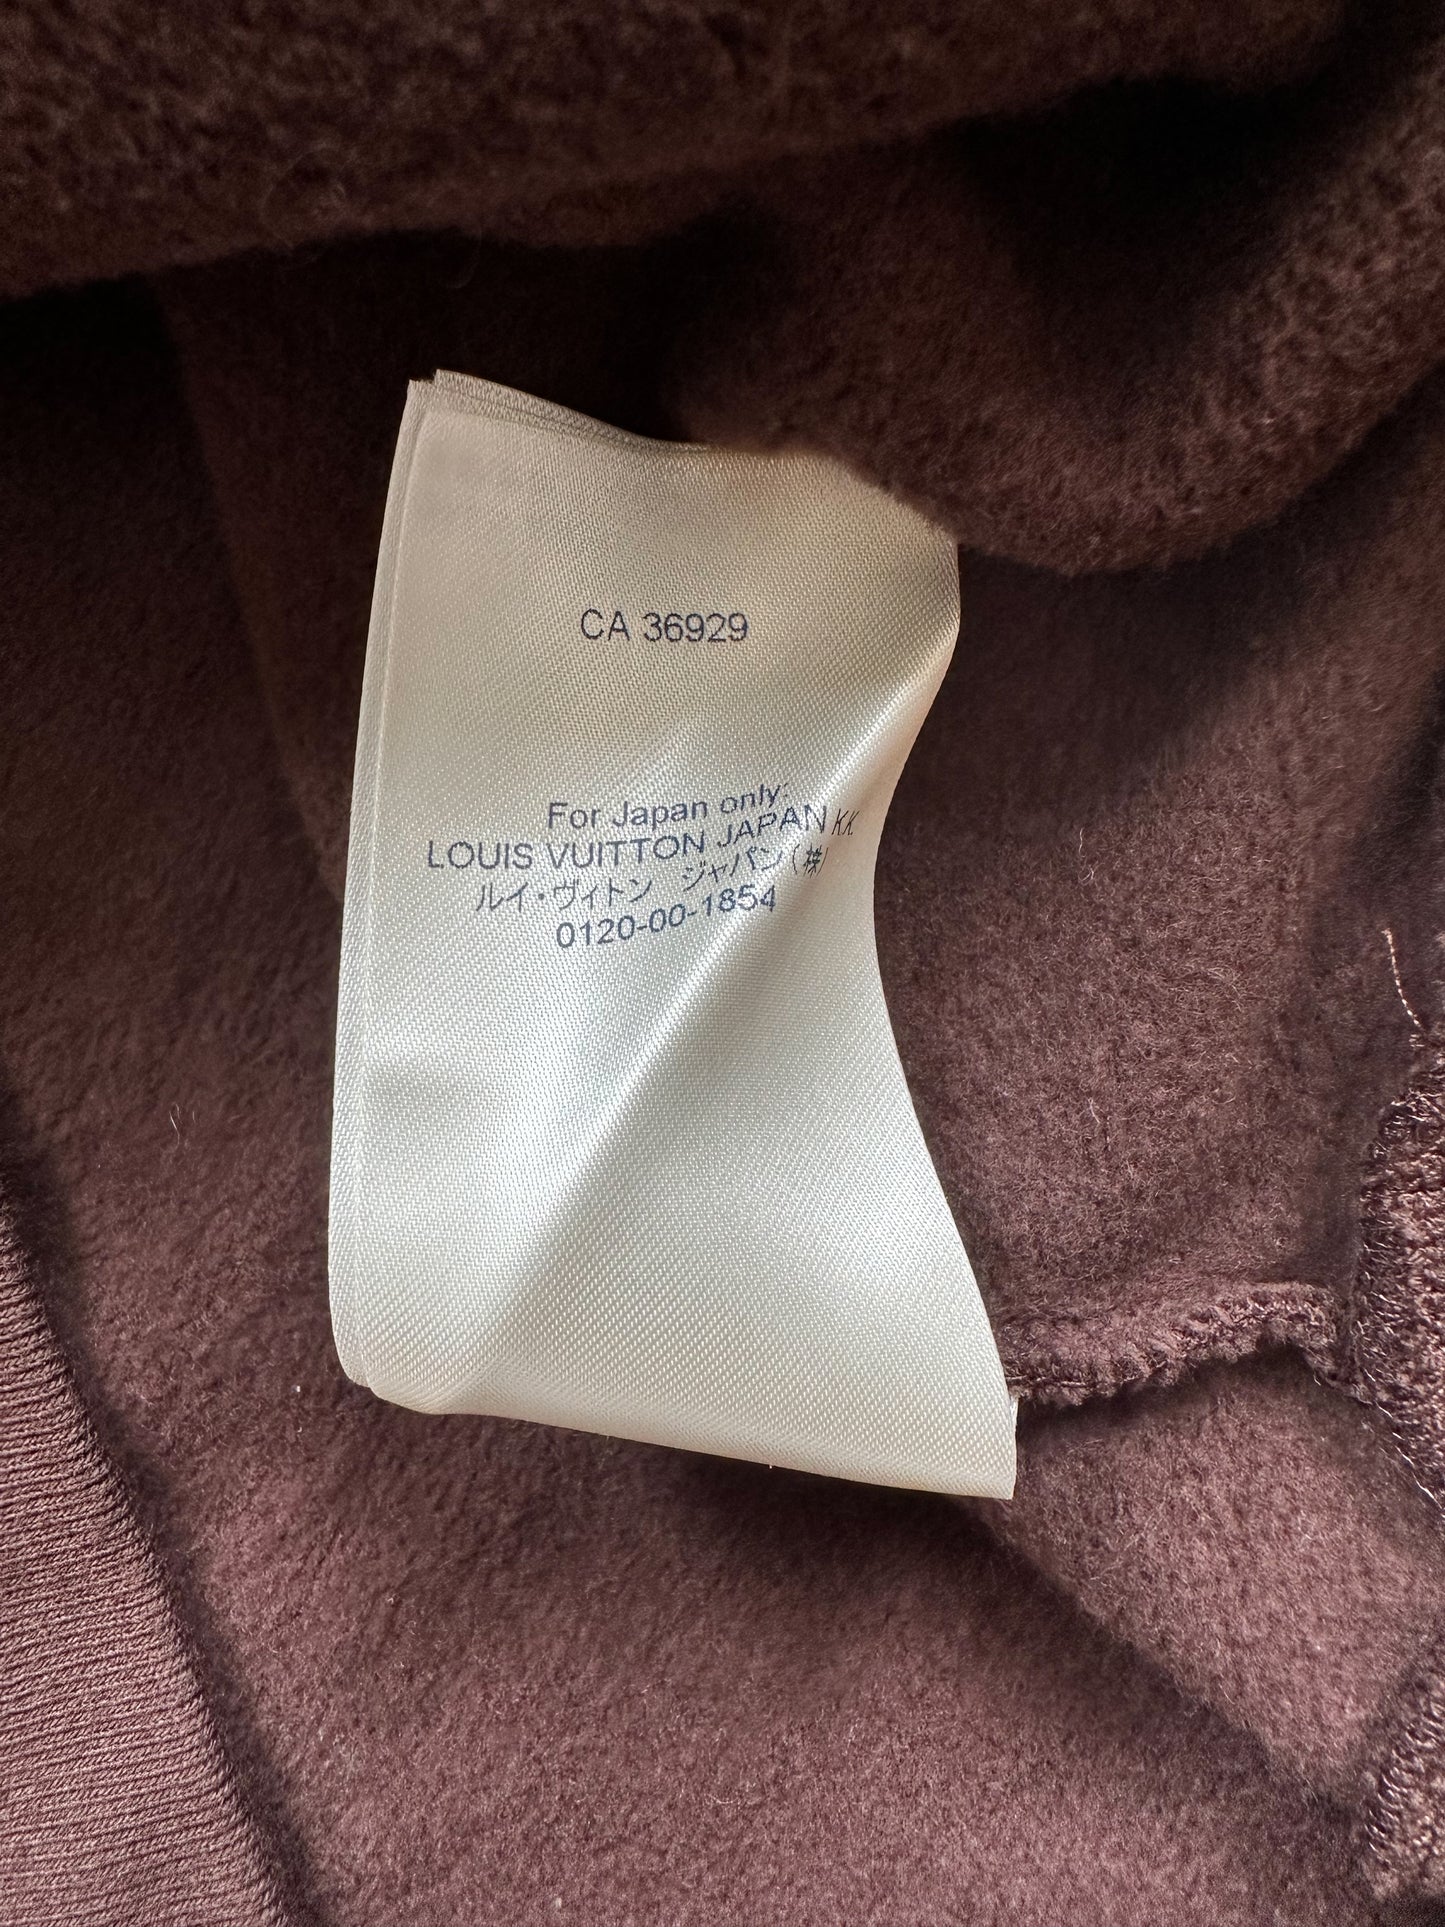 CA 36929
For Japan only:
LOUIS VUITTON JAPAN KK
ルイ・ヴィトン ジャパン(株)
0120-00-1854